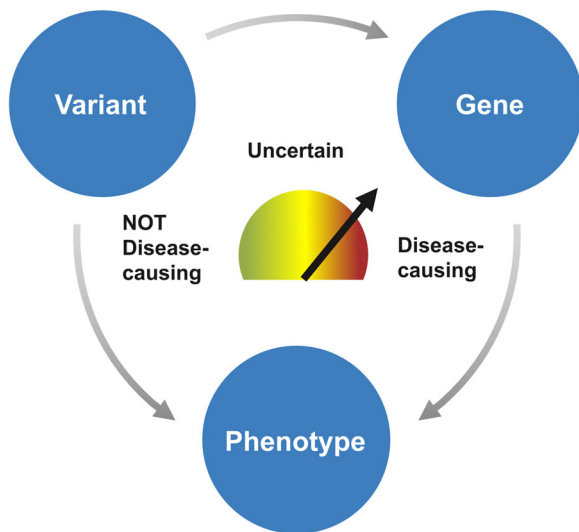 Variant
Gene
Uncertain
NOT
Disease-
causing
Disease-
causing
Phenotype